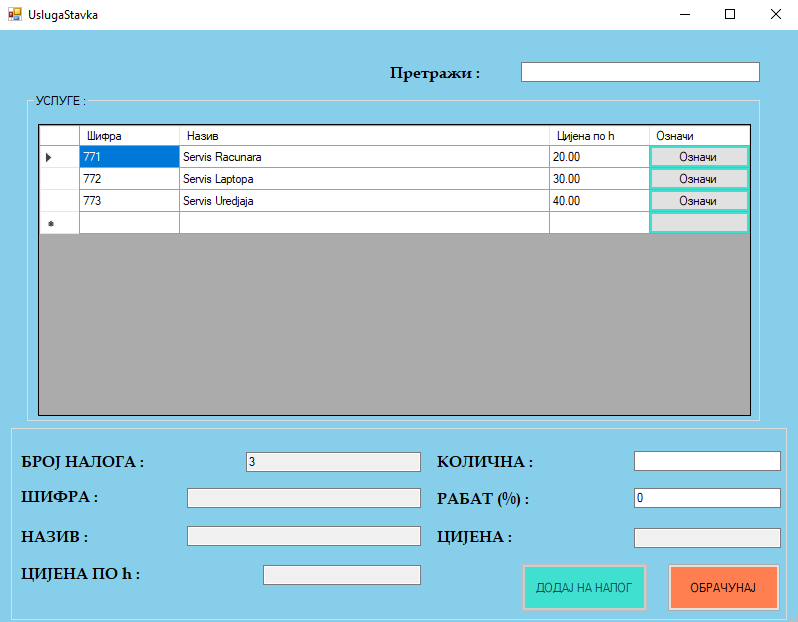 UslugaStavka
Претражи :
УСЛУГЕ :
Шифра Назив Цијена по h Означи
771 Servis Racunara 20.00 Означи
772 Servis Laptopa 30.00 Означи
773 Servis Uredjaja 40.00 Означи
БРОЈ НАЛОГА : 3 КОЛИЧНА :
ШИФРА : РАБАТ (%) : 0
НАЗИВ : ЦИЈЕНА :
ЦИЈЕНА ПО h :
ДОДАЈ НА НАЛОГ ОБРАЧУНАЈ